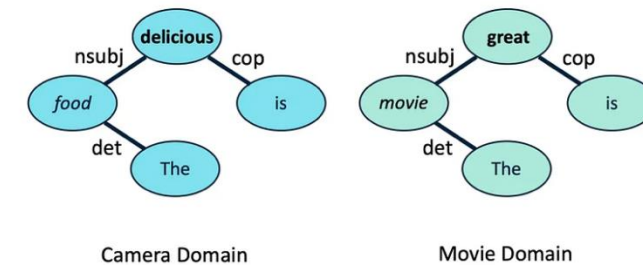 delicious great
nsubj cop nsubj cop
food is movie is
det det
The The
Camera Domain Movie Domain